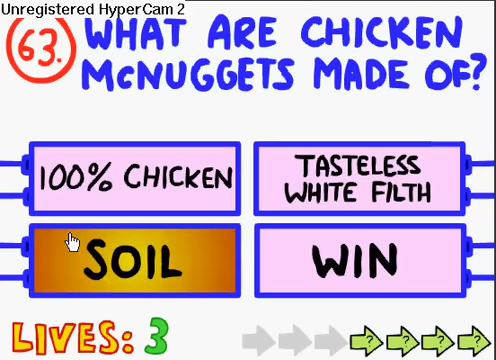 Unregistered HyperCam 2
63. WHAT ARE CHICKEN
McNUGGETS MADE OF?
100% CHICKEN
TASTELESS
WHITE FILTH
SOIL
WIN
LIVES: 3
? ? ? ?